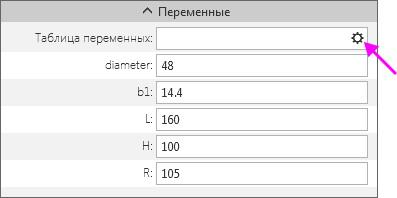 Переменные
Таблица переменных:
diameter: 48
b1: 14.4
L: 160
H: 100
R: 105